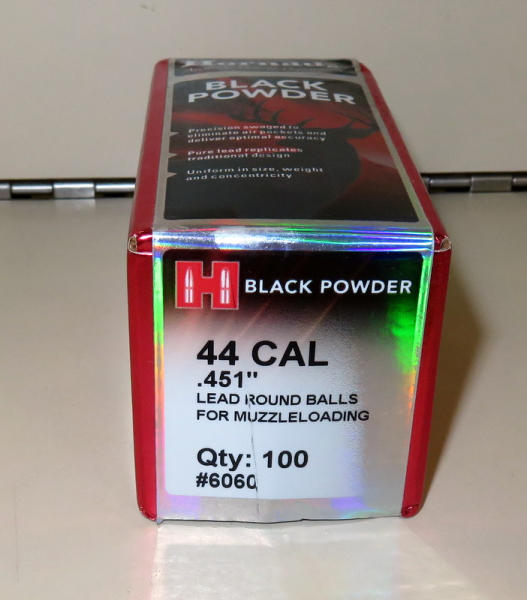 Hornady
BLACK
POWDER
Precision swaged to
eliminate air pockets and
deliver optimal accuracy
Pure lead replicates
traditional design
Uniform in size, weight
and concentricity
H BLACK POWDER
44 CAL
.451"
LEAD ROUND BALLS
FOR MUZZLELOADING
Qty: 100
#6060